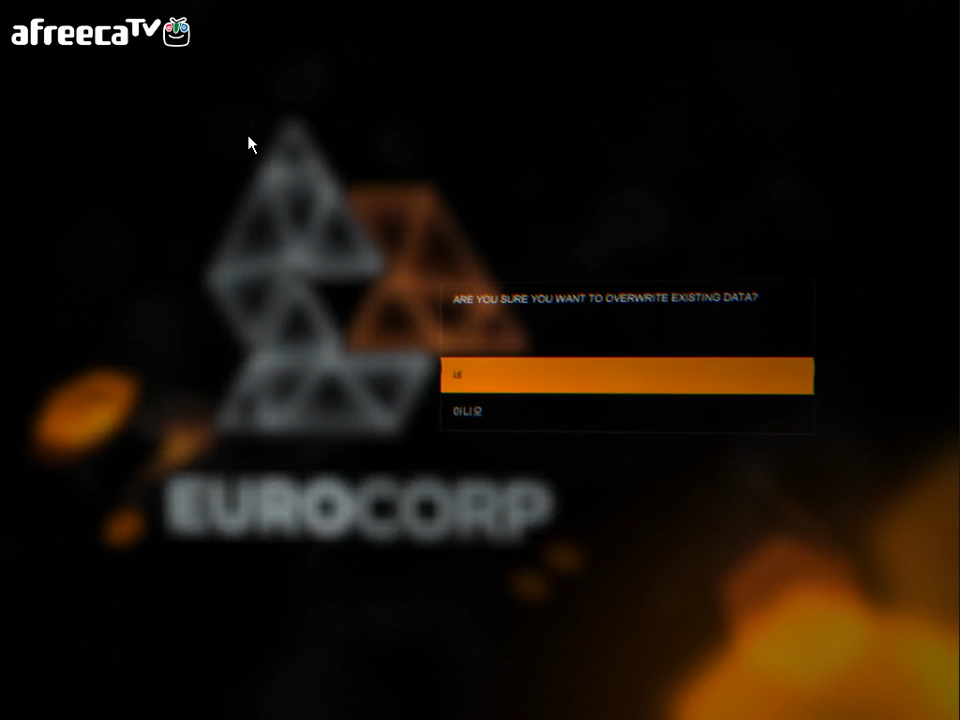 afreecaTV
ARE YOU SURE YOU WANT TO OVERWRITE EXISTING DATA?
네
아니오
EUROCORP